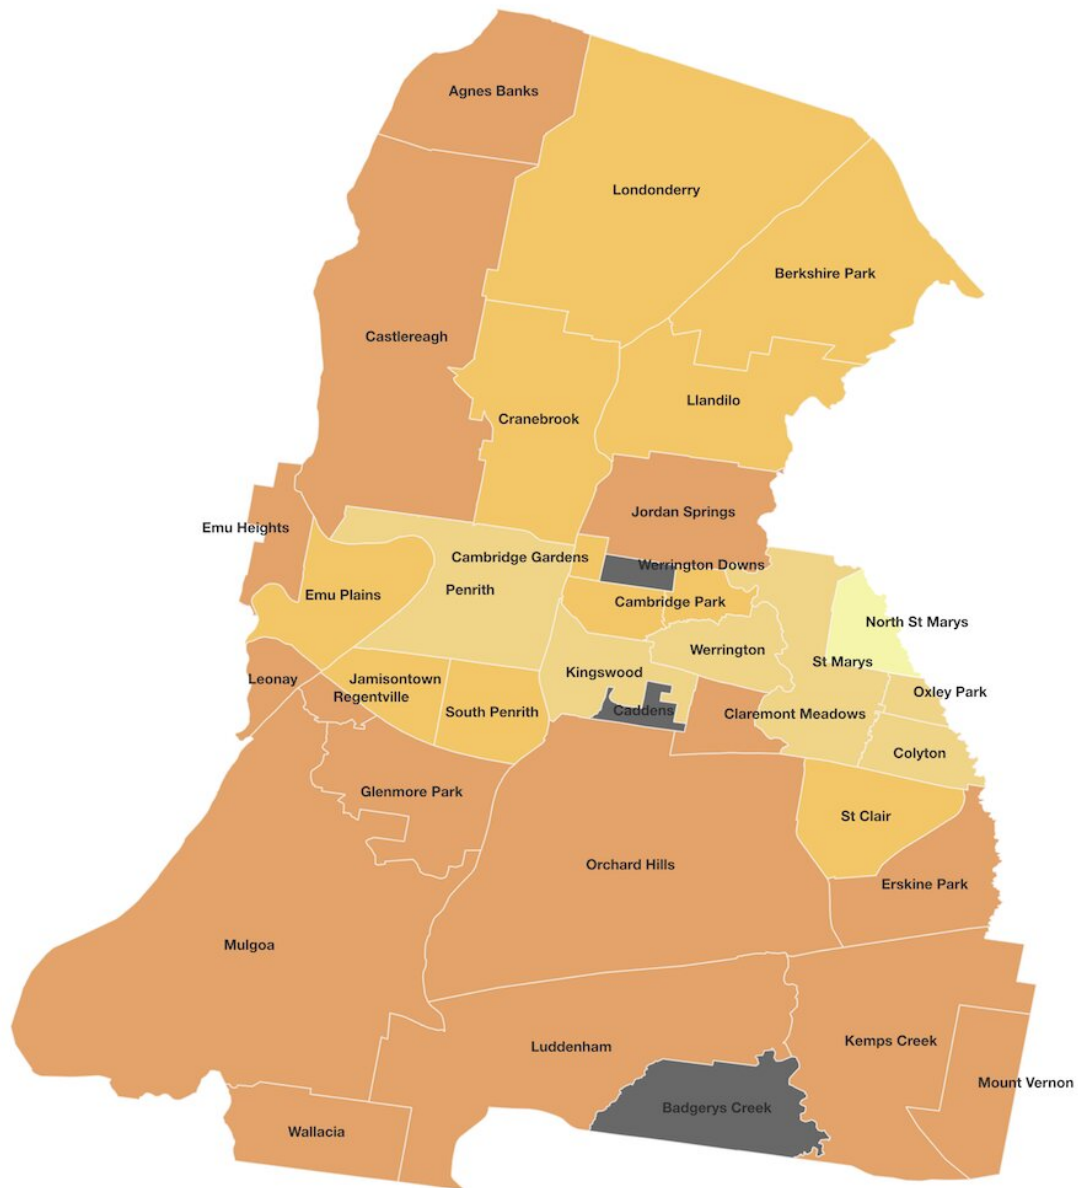 Agnes Banks
Londonderry
Berkshire Park
Castlereagh
Llandilo
Cranebrook
Jordan Springs
Emu Heights
Cambridge Gardens
Werrington Downs
Penrith
Emu Plains
Cambridge Park
North St Marys
Werrington
St Marys
Kingswood
Leonay
Jamisontown
Regentville
Oxley Park
South Penrith
Caddens
Claremont Meadows
Colyton
Glenmore Park
St Clair
Orchard Hills
Erskine Park
Mulgoa
Luddenham
Kemps Creek
Mount Vernon
Badgerys Creek
Wallacia